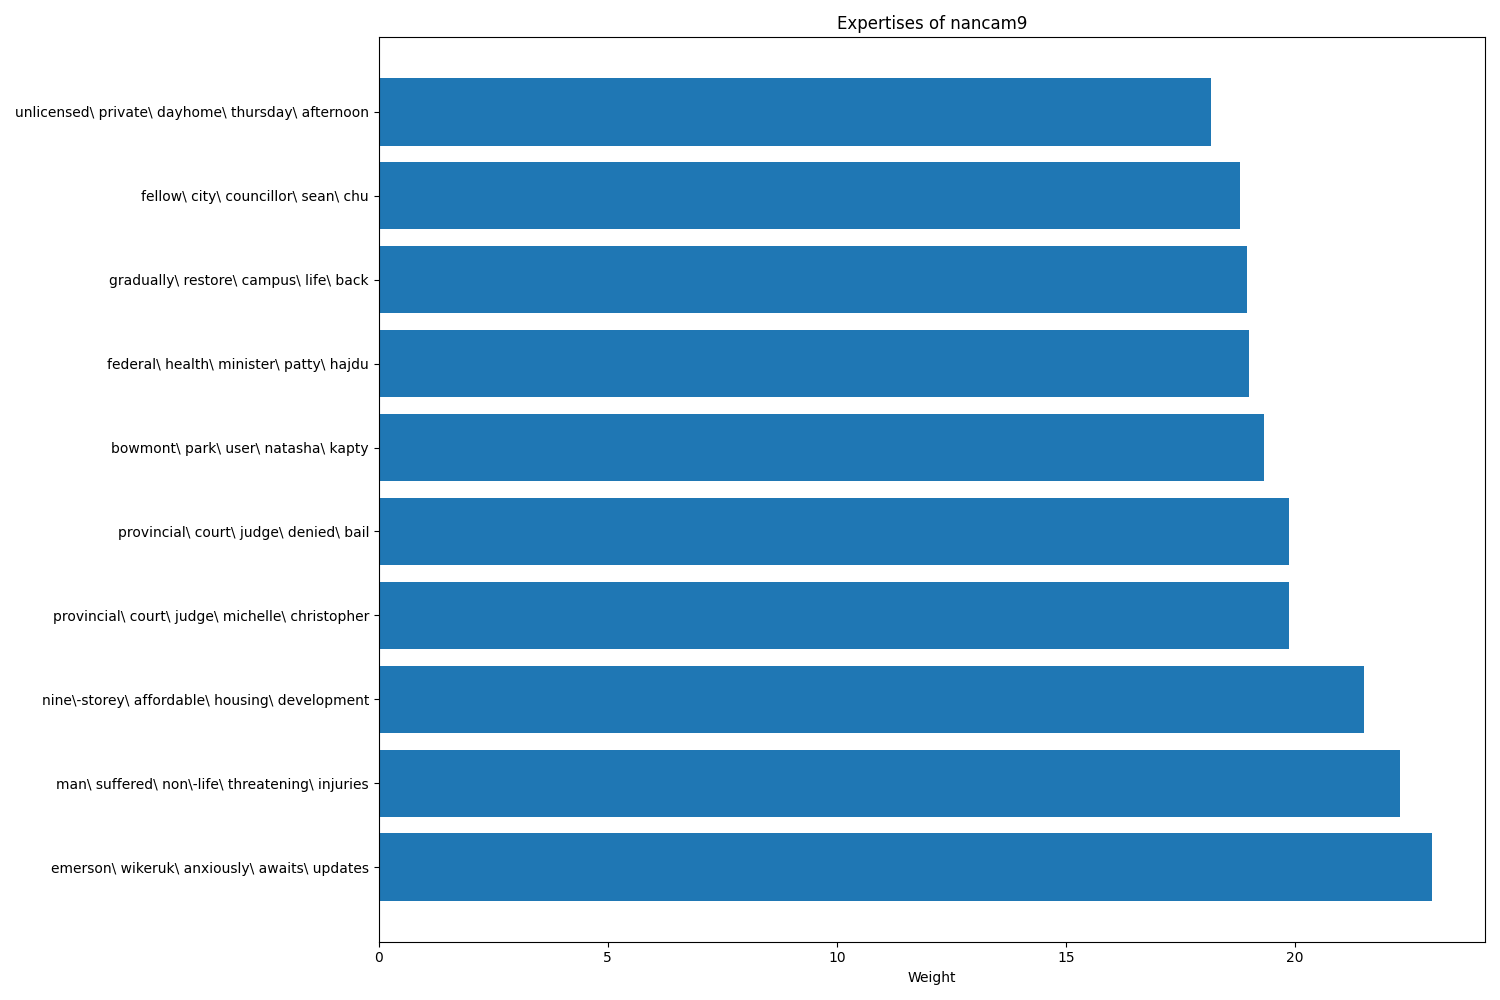 Expertises of nancam9
unlicensed\ private\ dayhome\ thursday\ afternoon
fellow\ city\ councillor\ sean\ chu
gradually\ restore\ campus\ life\ back
federal\ health\ minister\ patty\ hajdu
bowmont\ park\ user\ natasha\ kapty
provincial\ court\ judge\ denied\ bail
provincial\ court\ judge\ michelle\ christopher
nine\-storey\ affordable\ housing\ development
man\ suffered\ non\-life\ threatening\ injuries
emerson\ wikeruk\ anxiously\ awaits\ updates
0 5 10 15 20
Weight